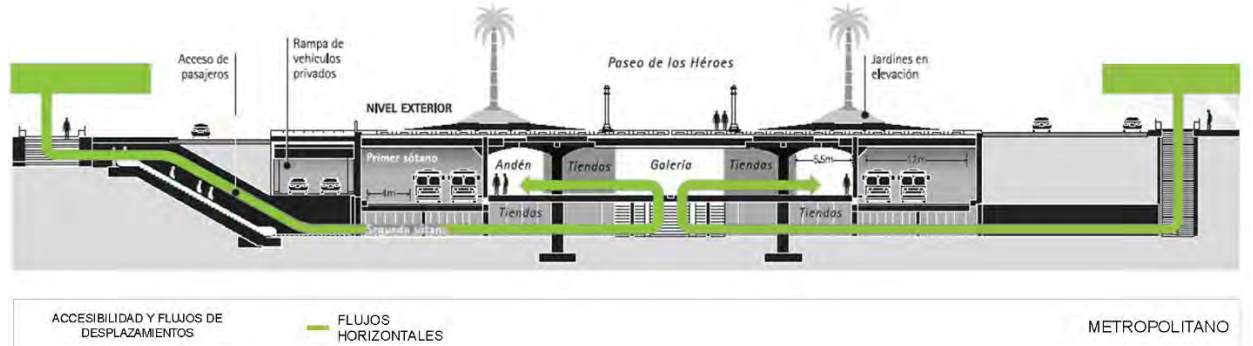 Acceso de
pasajeros
Rampa de
vehículos
privados
NIVEL EXTERIOR
Paseo de los Héroes
Jardines en
elevación
Primer sótano
Andén
Tiendas
Galería
Tiendas
5,5m
12m
4m
Tiendas
Tiendas
Segundo sótano
ACCESIBILIDAD Y FLUJOS DE
DESPLAZAMIENTOS
FLUJOS
HORIZONTALES
METROPOLITANO